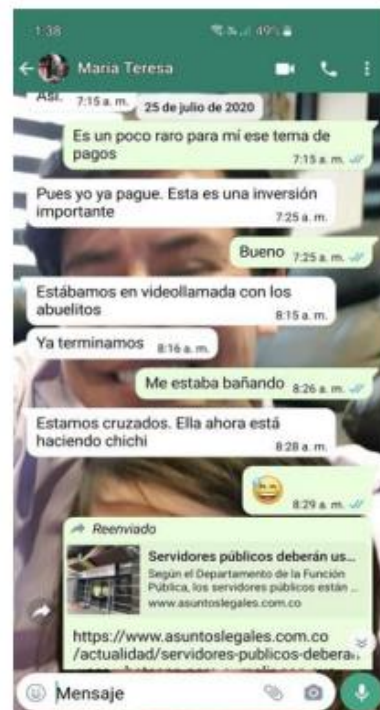 1:38 49%
Maria Teresa
Así. 7:15 a. m.
25 de julio de 2020
Es un poco raro para mí ese tema de
pagos
7:15 a. m.
Pues yo ya pague. Esta es una inversión
importante
7:25 a. m.
Bueno 7:25 a. m.
Estábamos en videollamada con los
abuelitos
8:15 a. m.
Ya terminamos 8:16 a. m.
Me estaba bañando 8:26 a. m.
Estamos cruzados. Ella ahora está
haciendo chichi
8:28 a. m.
8:29 a. m.
Reenviado
Servidores públicos deberán us...
Según el Departamento de la Función
Pública, los servidores públicos están ...
www.asuntoslegales.com.co
https://www.asuntoslegales.com.co
/actualidad/servidores-publicos-deberan
Mensaje